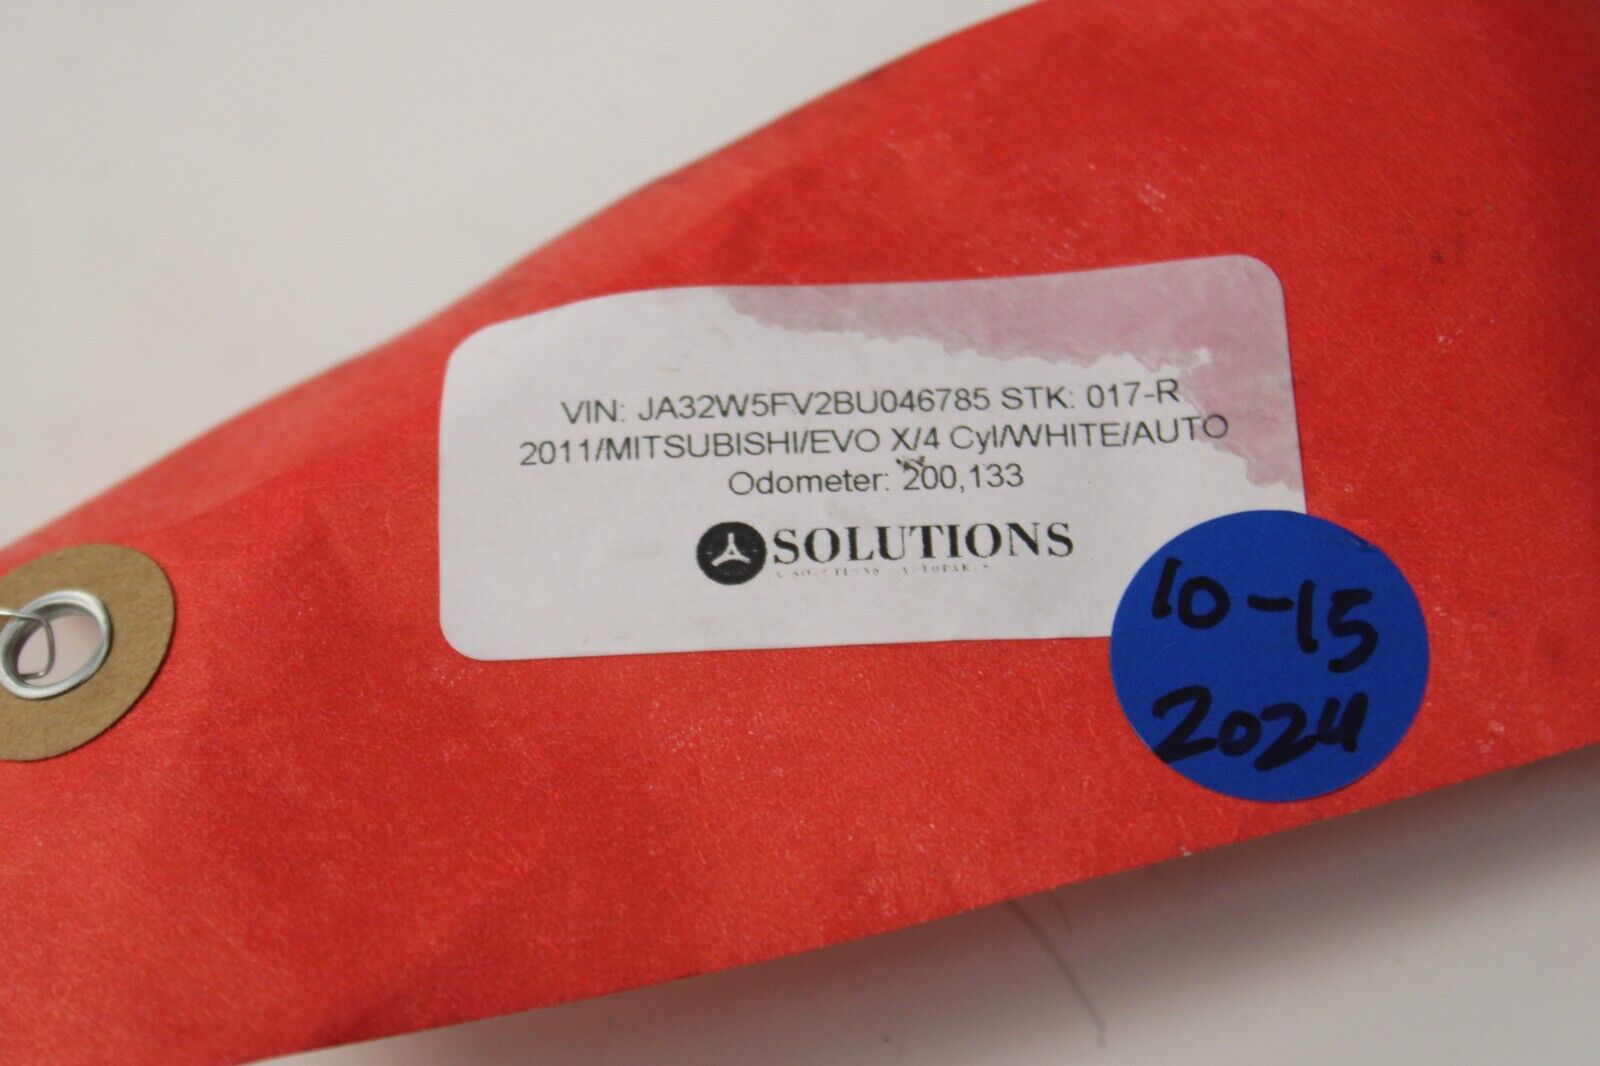 VIN: JA32W5FV2BU046785 STK: 017-R
2011/MITSUBISHI/EVO X/4 Cyl/WHITE/AUTO
Odometer: 200,133
SOLUTIONS
10-15
2024